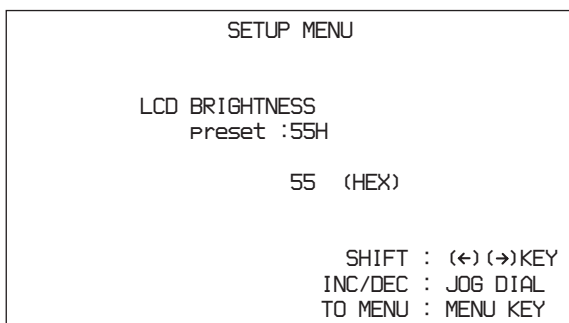 SETUP MENU
LCD BRIGHTNESS
preset :55H
55 (HEX)
SHIFT : (←)(→)KEY
INC/DEC : JOG DIAL
TO MENU : MENU KEY